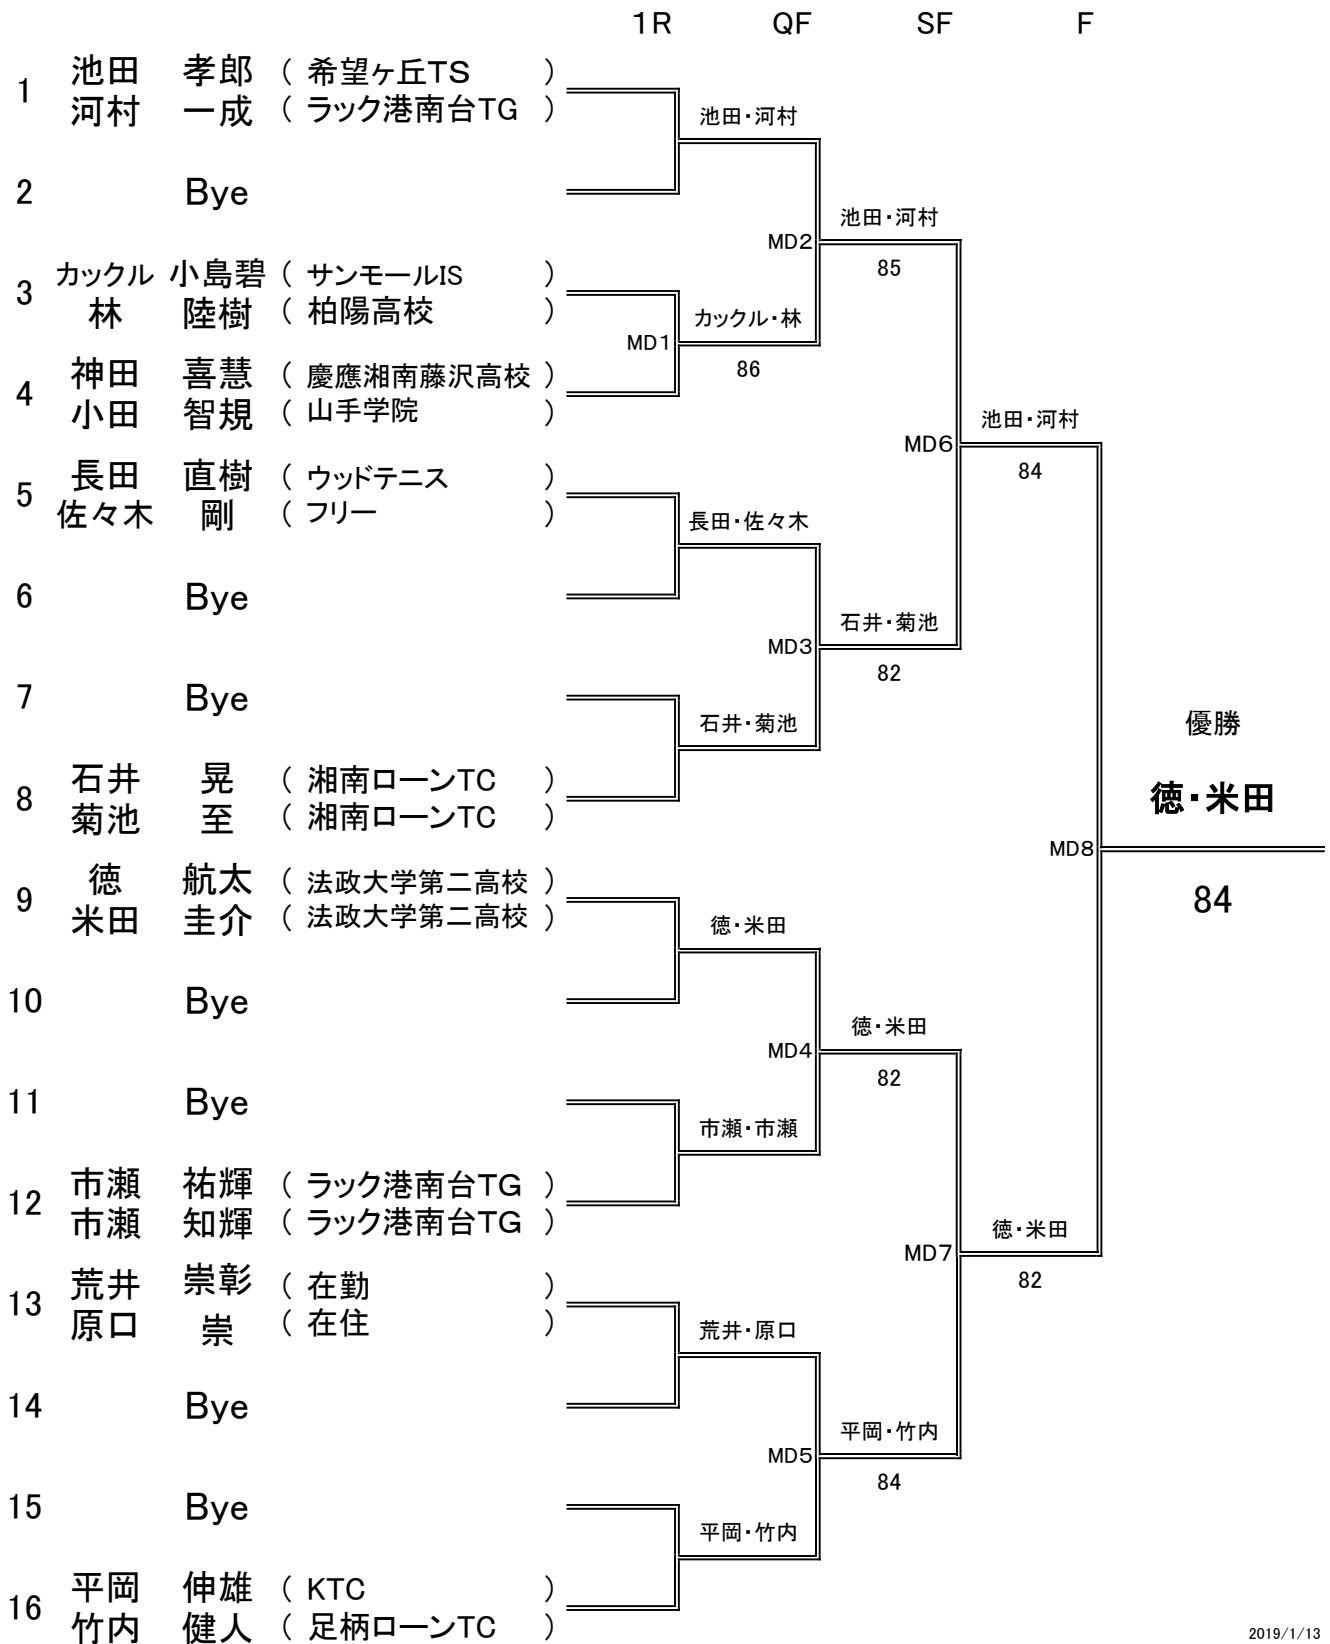 1R QF SF F
1 池田 孝郎 ( 希望ヶ丘TS )
河村 一成 ( ラック港南台TG )
池田・河村
2 Bye
池田・河村
MD2
85
3 カックル 小島碧 ( サンモールIS )
林 陸樹 ( 柏陽高校 )
カックル・林
MD1
86
4 神田 喜慧 ( 慶應湘南藤沢高校 )
小田 智規 ( 山手学院 )
池田・河村
MD6
84
5 長田 直樹 ( ウッドテニス )
佐々木 剛 ( フリー )
長田・佐々木
6 Bye
石井・菊池
MD3
82
7 Bye
石井・菊池
優勝
8 石井 晃 ( 湘南ローンTC )
菊池 至 ( 湘南ローンTC )
徳・米田
MD8
84
9 徳 航太 ( 法政大学第二高校 )
米田 圭介 ( 法政大学第二高校 )
徳・米田
10 Bye
徳・米田
MD4
82
11 Bye
市瀬・市瀬
12 市瀬 祐輝 ( ラック港南台TG )
市瀬 知輝 ( ラック港南台TG )
徳・米田
MD7
82
13 荒井 崇彰 ( 在勤 )
原口 崇 ( 在住 )
荒井・原口
14 Bye
平岡・竹内
MD5
84
15 Bye
平岡・竹内
16 平岡 伸雄 ( KTC )
竹内 健人 ( 足柄ローンTC )
2019/1/13